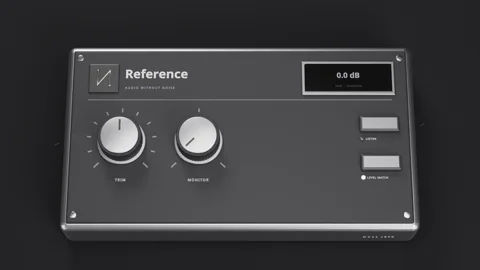 Reference
AUDIO WITHOUT NOISE
0.0 dB
LISTEN
LEVEL MATCH
TRIM
MONITOR